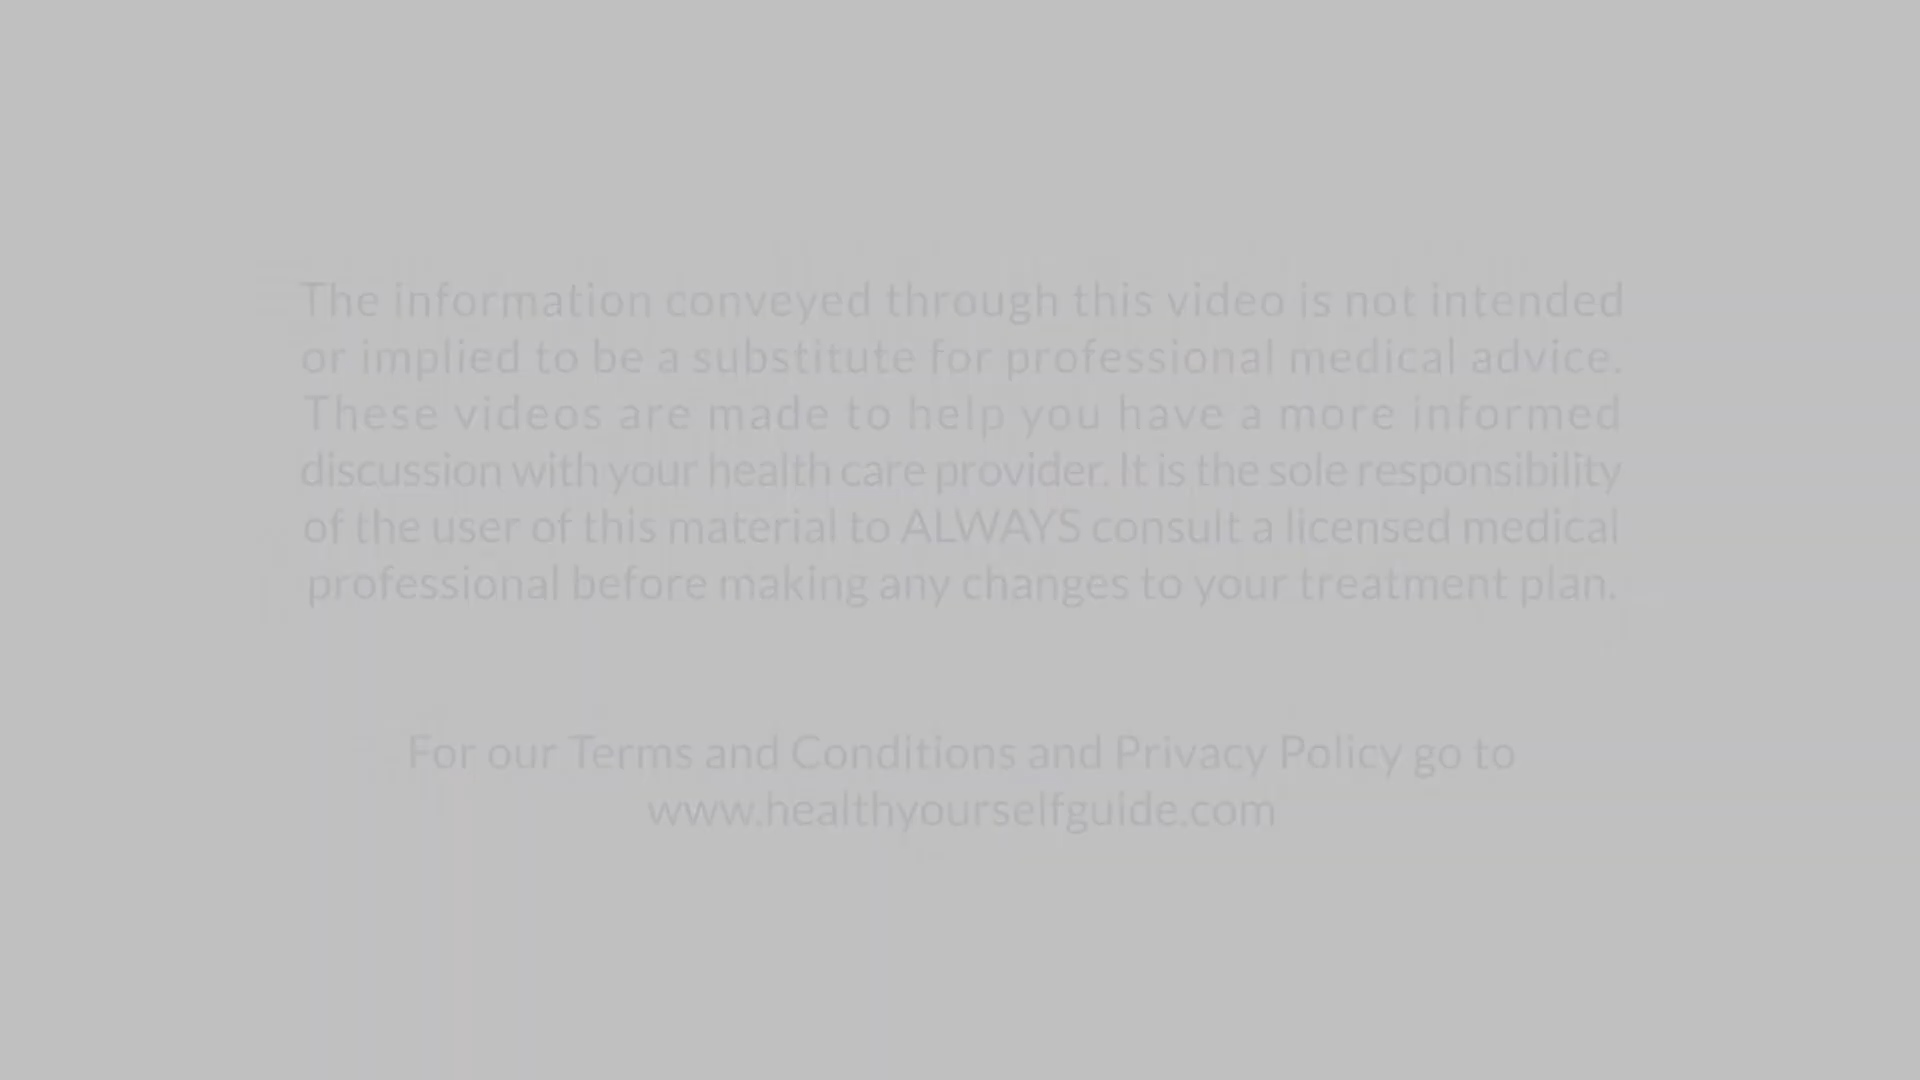 The information conveyed through this video is not intended
or implied to be a substitute for professional medical advice.
These videos are made to help you have a more informed
discussion with your health care provider. It is the sole responsibility
of the user of this material to ALWAYS consult a licensed medical
professional before making any changes to your treatment plan.
For our Terms and Conditions and Privacy Policy go to
www.healthyourselfguide.com